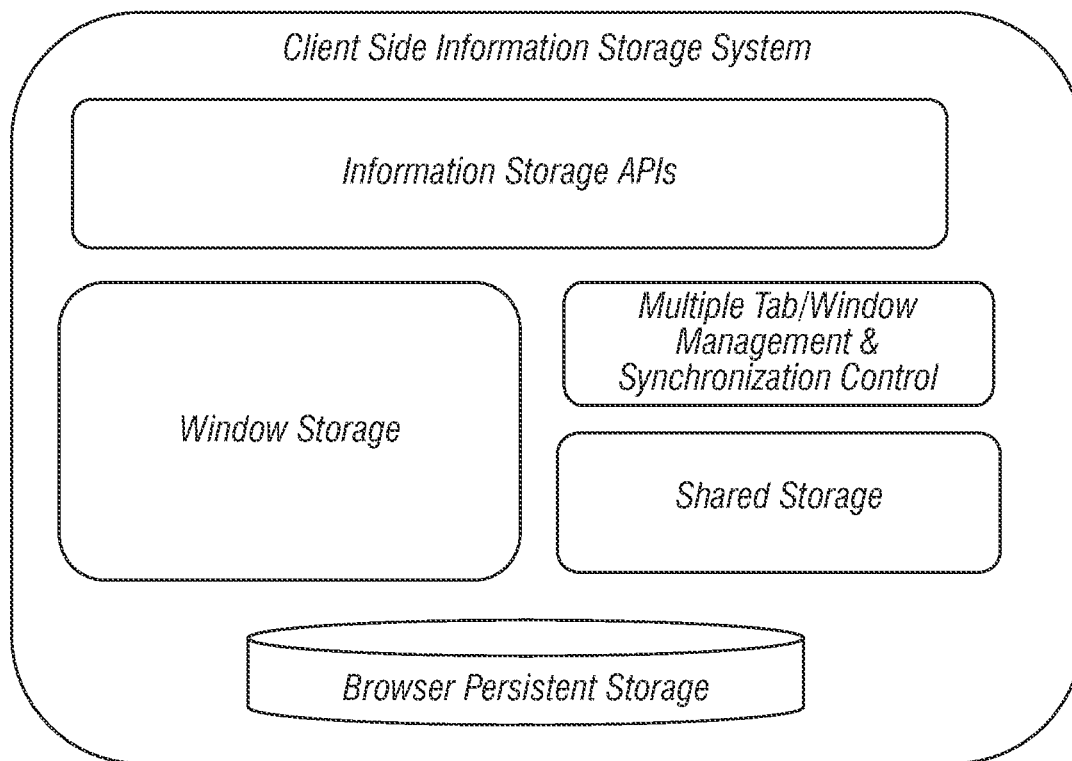 Client Side Information Storage System
Information Storage APIs
Multiple Tab/Window
Management &
Synchronization Control
Window Storage
Shared Storage
Browser Persistent Storage